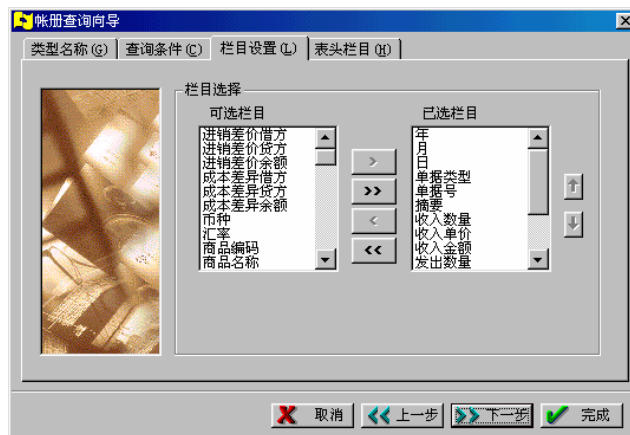 帐册查询向导
类型名称(G) 查询条件(C) 栏目设置(L) 表头栏目(H)
栏目选择
可选栏目 已选栏目
进销差价借方
进销差价贷方
进销差价余额
成本差异借方
成本差异贷方
成本差异余额
币种
汇率
商品编码
商品名称
>
>>
<
<<
年
月
日
单据类型
单据号
摘要
收入数量
收入单价
收入金额
发出数量
取消 上一步 下一步 完成